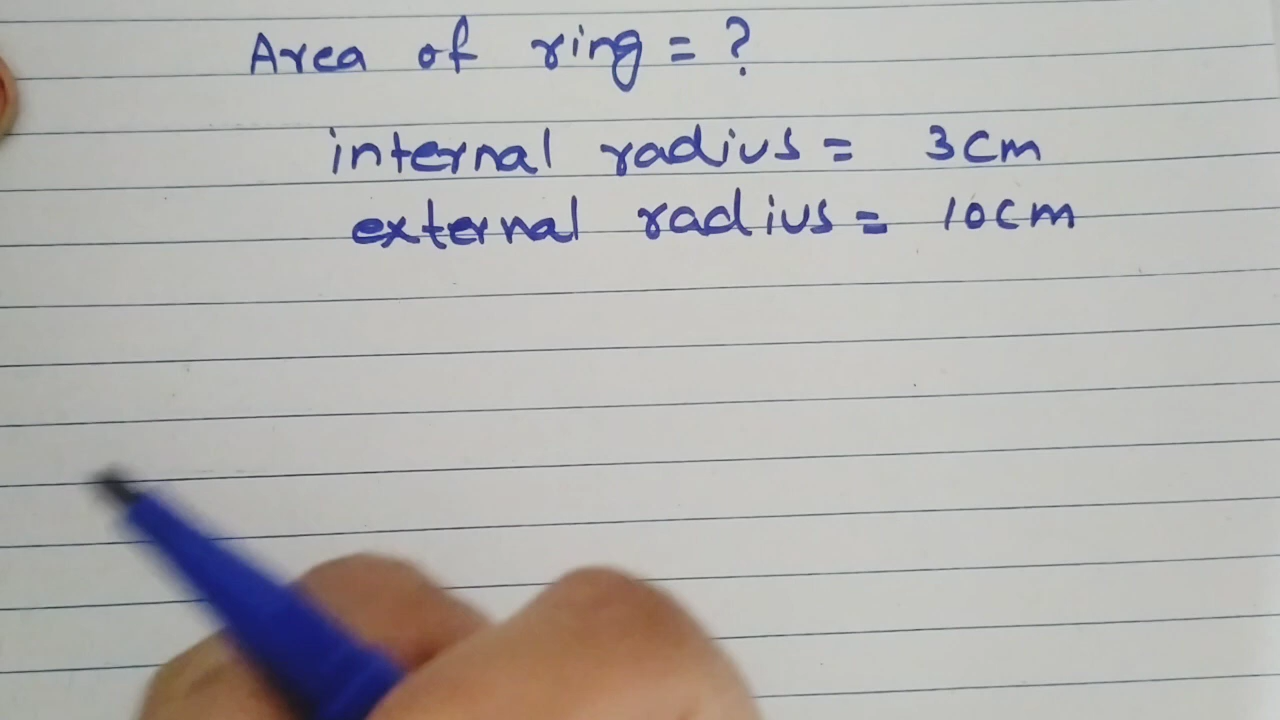 Area of ring = ?
internal radius = 3cm
external radius = 10cm